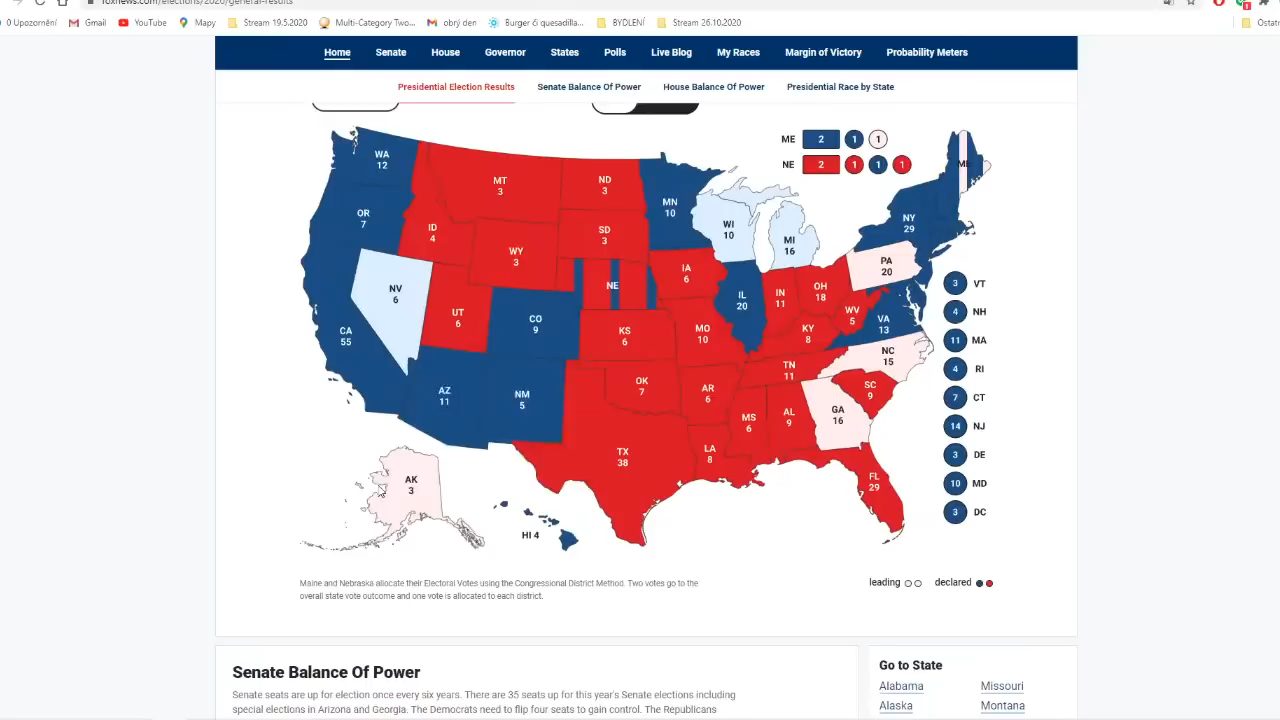 foxnews.com/elections/2020/general-results
0 Upozornění Gmail YouTube Mapy Stream 19.5.2020 Multi-Category Two... obrý den Burger či quesadilla... BYDLENÍ Stream 26.10.2020
Home Senate House Governor States Polls Live Blog My Races Margin of Victory Probability Meters
Presidential Election Results Senate Balance Of Power House Balance Of Power Presidential Race by State
ME 2 1 1
NE 2 1 1 1
WA
12
OR
7
CA
55
NV
6
ID
4
MT
3
WY
3
UT
6
AZ
11
CO
9
NM
5
ND
3
SD
3
NE
KS
6
OK
7
TX
38
MN
10
IA
6
MO
10
AR
6
LA
8
WI
10
IL
20
MI
16
IN
11
OH
18
KY
8
TN
11
MS
6
AL
9
GA
16
FL
29
SC
9
NC
15
VA
13
WV
5
PA
20
NY
29
ME
AK
3
HI 4
3 VT
4 NH
11 MA
4 RI
7 CT
14 NJ
3 DE
10 MD
3 DC
Maine and Nebraska allocate their Electoral Votes using the Congressional District Method. Two votes go to the
overall state vote outcome and one vote is allocated to each district.
leading declared
Senate Balance Of Power
Senate seats are up for election once every six years. There are 35 seats up for this year's Senate elections including
special elections in Arizona and Georgia. The Democrats need to flip four seats to gain control. The Republicans
Go to State
Alabama Missouri
Alaska Montana